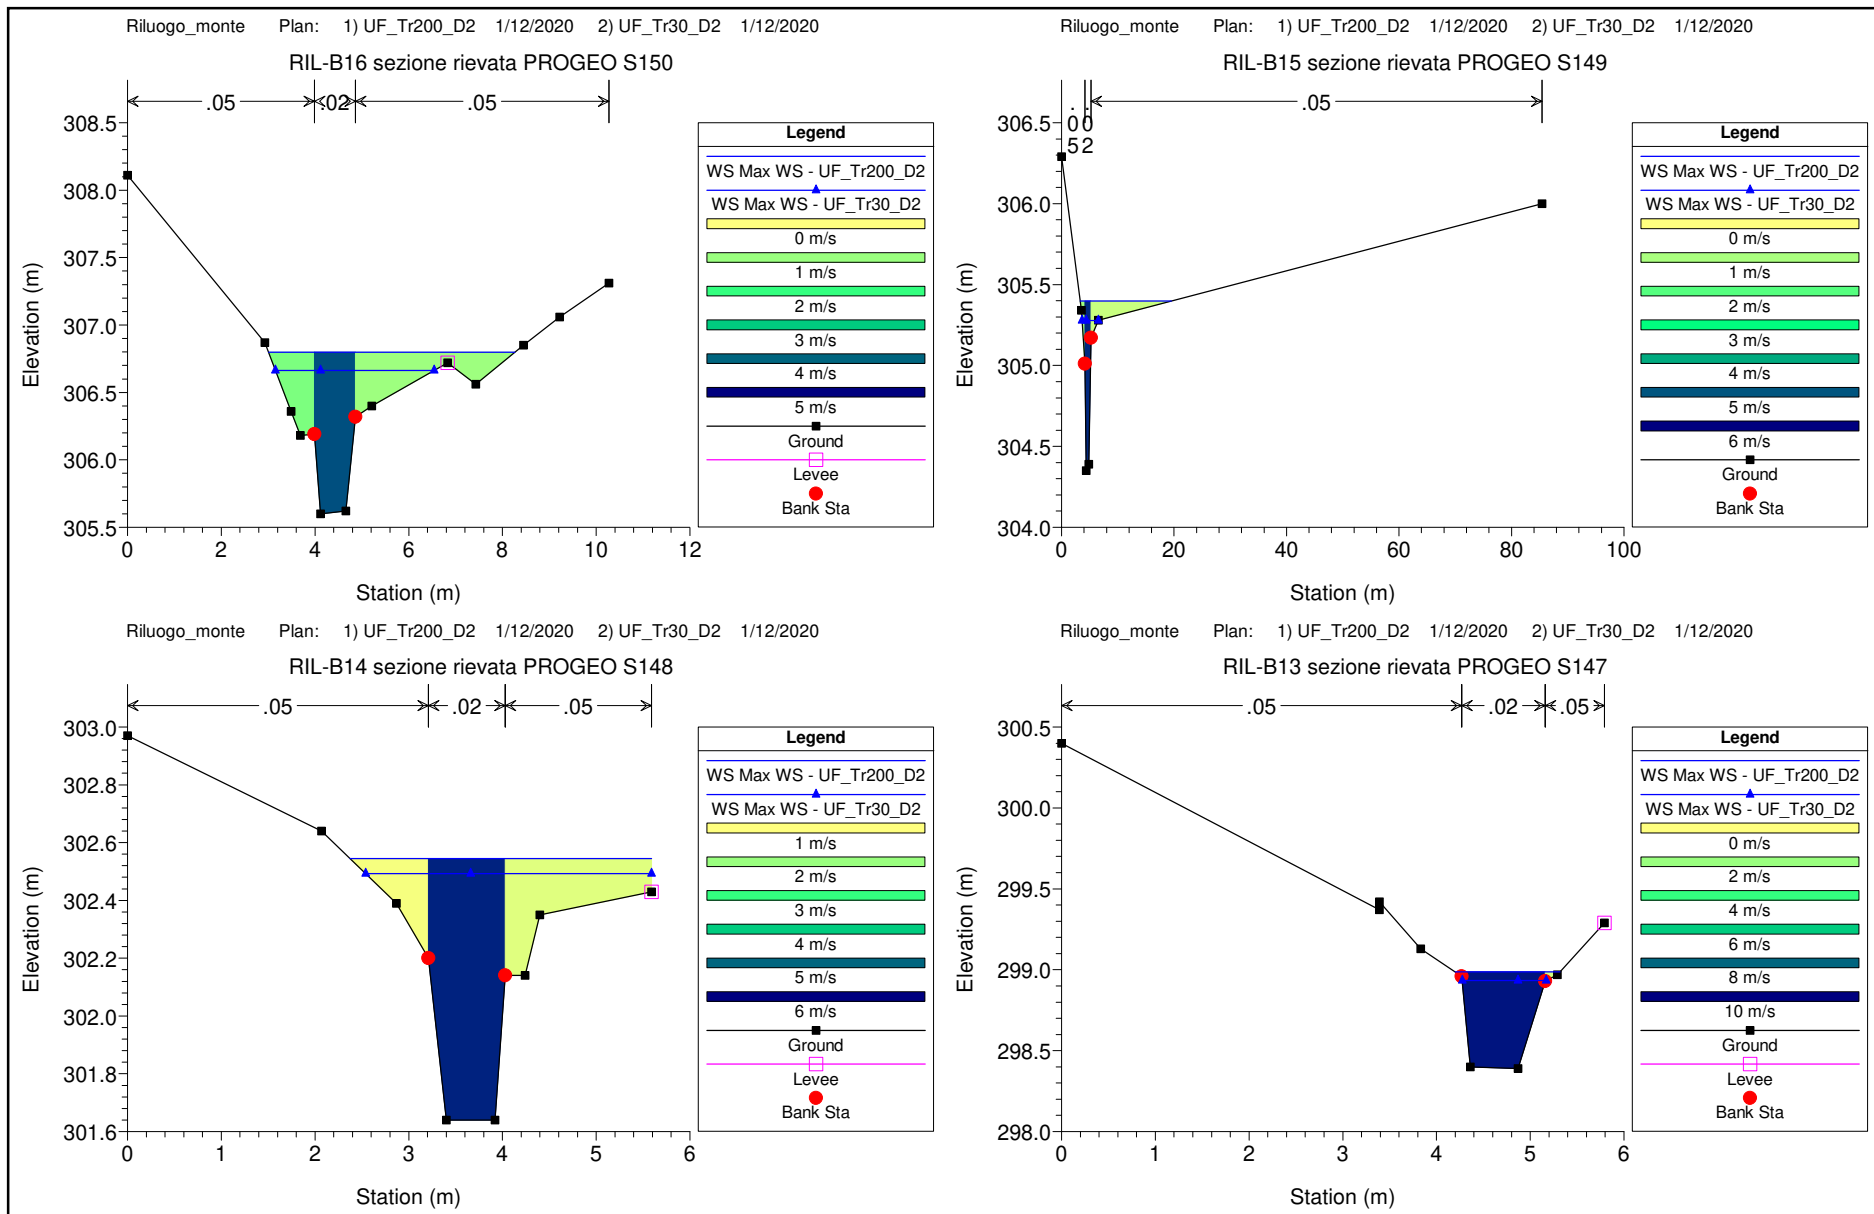 Riluogo_monte Plan: 1) UF_Tr200_D2 1/12/2020 2) UF_Tr30_D2 1/12/2020
RIL-B16 sezione rievata PROGEO S150
.05 .02 .05
308.5
308.0
307.5
307.0
306.5
306.0
305.5
Elevation (m)
0 2 4 6 8 10 12
Station (m)
Legend
WS Max WS - UF_Tr200_D2
WS Max WS - UF_Tr30_D2
0 m/s
1 m/s
2 m/s
3 m/s
4 m/s
5 m/s
Ground
Levee
Bank Sta
Riluogo_monte Plan: 1) UF_Tr200_D2 1/12/2020 2) UF_Tr30_D2 1/12/2020
RIL-B15 sezione rievata PROGEO S149
.05 .02 .05
306.5
306.0
305.5
305.0
304.5
304.0
Elevation (m)
0 20 40 60 80 100
Station (m)
Legend
WS Max WS - UF_Tr200_D2
WS Max WS - UF_Tr30_D2
0 m/s
1 m/s
2 m/s
3 m/s
4 m/s
5 m/s
6 m/s
Ground
Bank Sta
Riluogo_monte Plan: 1) UF_Tr200_D2 1/12/2020 2) UF_Tr30_D2 1/12/2020
RIL-B14 sezione rievata PROGEO S148
.05 .02 .05
303.0
302.8
302.6
302.4
302.2
302.0
301.8
301.6
Elevation (m)
0 1 2 3 4 5 6
Station (m)
Legend
WS Max WS - UF_Tr200_D2
WS Max WS - UF_Tr30_D2
1 m/s
2 m/s
3 m/s
4 m/s
5 m/s
6 m/s
Ground
Levee
Bank Sta
Riluogo_monte Plan: 1) UF_Tr200_D2 1/12/2020 2) UF_Tr30_D2 1/12/2020
RIL-B13 sezione rievata PROGEO S147
.05 .02 .05
300.5
300.0
299.5
299.0
298.5
298.0
Elevation (m)
0 1 2 3 4 5 6
Station (m)
Legend
WS Max WS - UF_Tr200_D2
WS Max WS - UF_Tr30_D2
0 m/s
2 m/s
4 m/s
6 m/s
8 m/s
10 m/s
Ground
Levee
Bank Sta